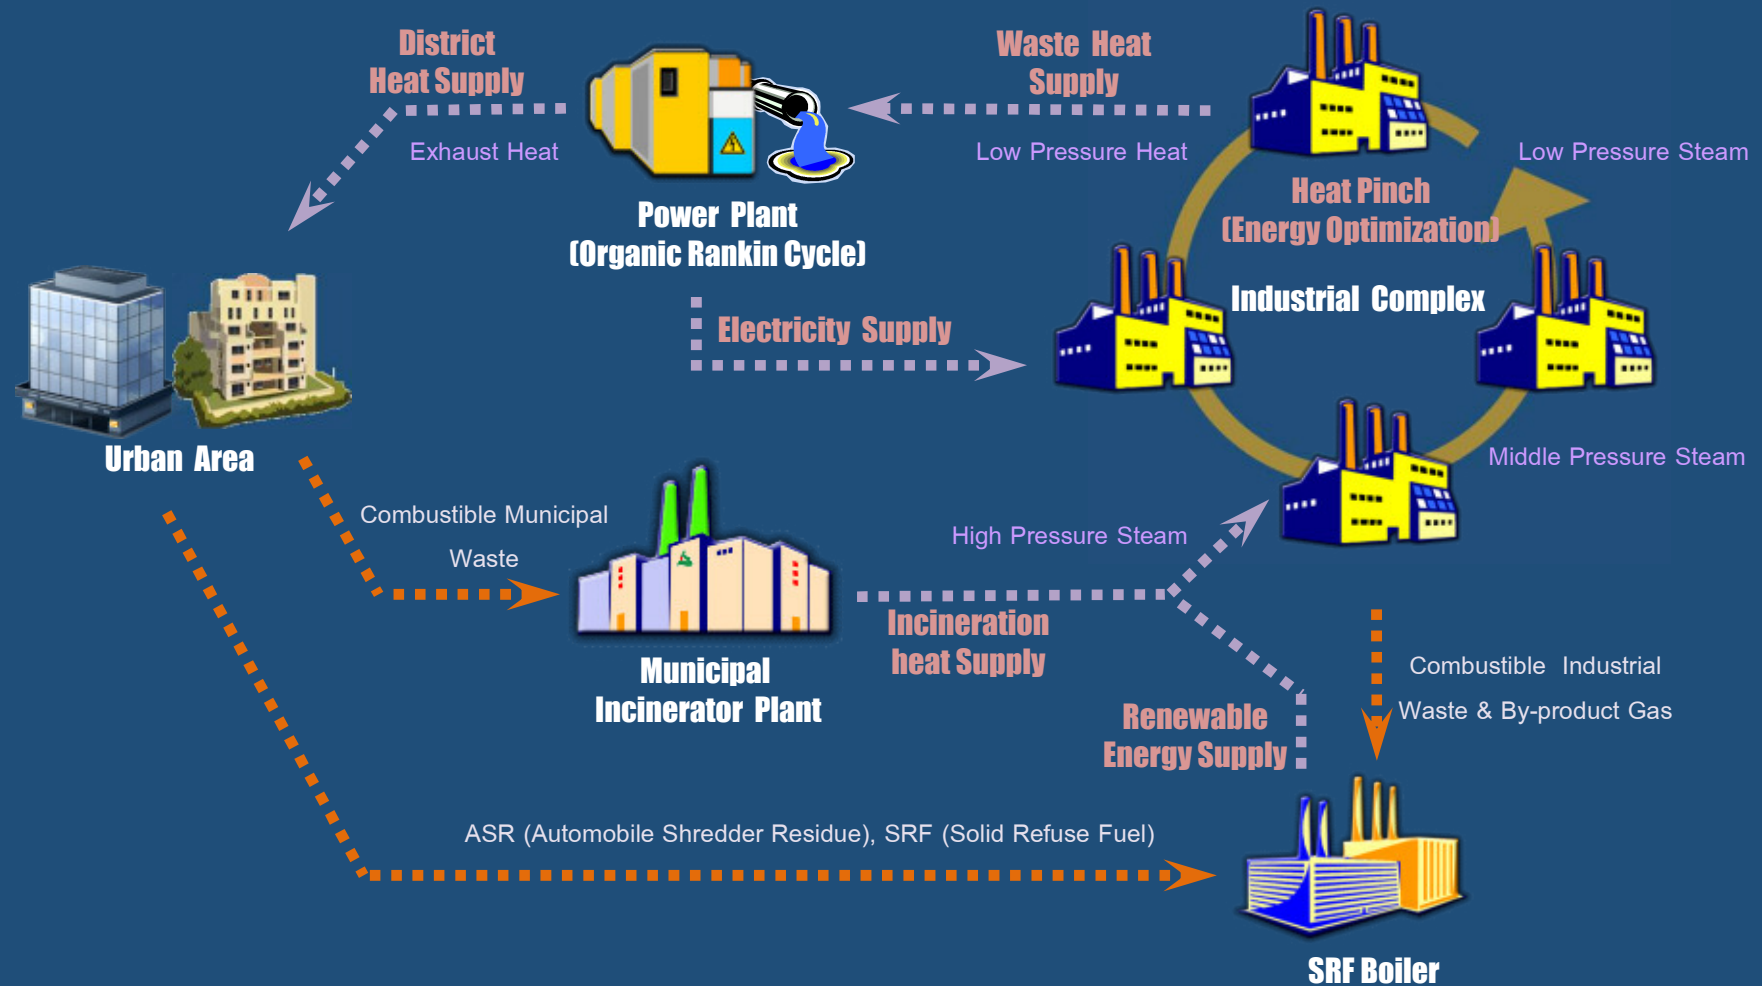 District
Heat Supply
Exhaust Heat
Waste Heat
Supply
Low Pressure Heat
Low Pressure Steam
Heat Pinch
(Energy Optimization)
Industrial Complex
Power Plant
(Organic Rankin Cycle)
Electricity Supply
Urban Area
Middle Pressure Steam
Combustible Municipal
Waste
High Pressure Steam
Incineration
heat Supply
Municipal
Incinerator Plant
Combustible Industrial
Waste & By-product Gas
Renewable
Energy Supply
ASR (Automobile Shredder Residue), SRF (Solid Refuse Fuel)
SRF Boiler